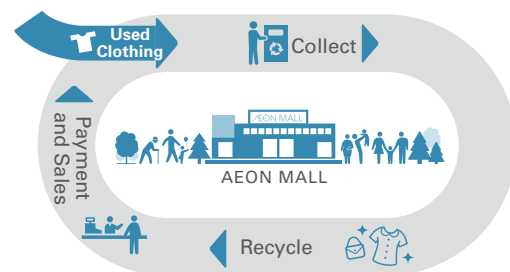 Used
Clothing
Collect
ÆON MALL
AEON MALL
Payment
and Sales
Recycle